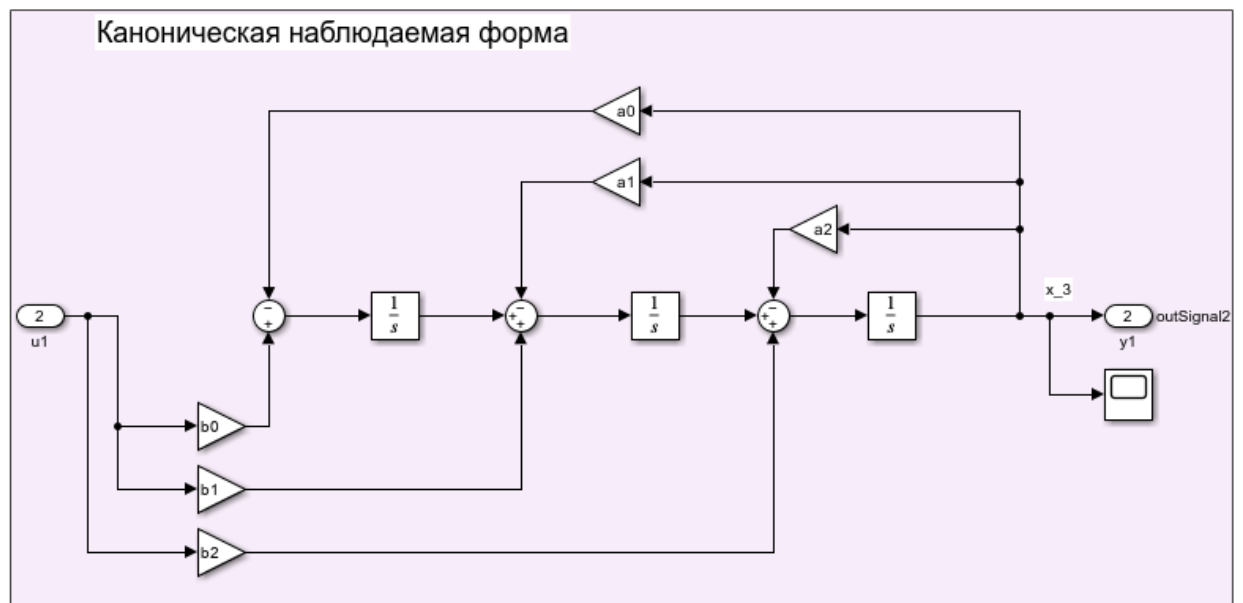 Каноническая наблюдаемая форма
a0
a1
a2
x_3
2
u1
−
+
1
s
−
+
+
1
s
−
+
+
1
s
2
outSignal2
y1
b0
b1
b2